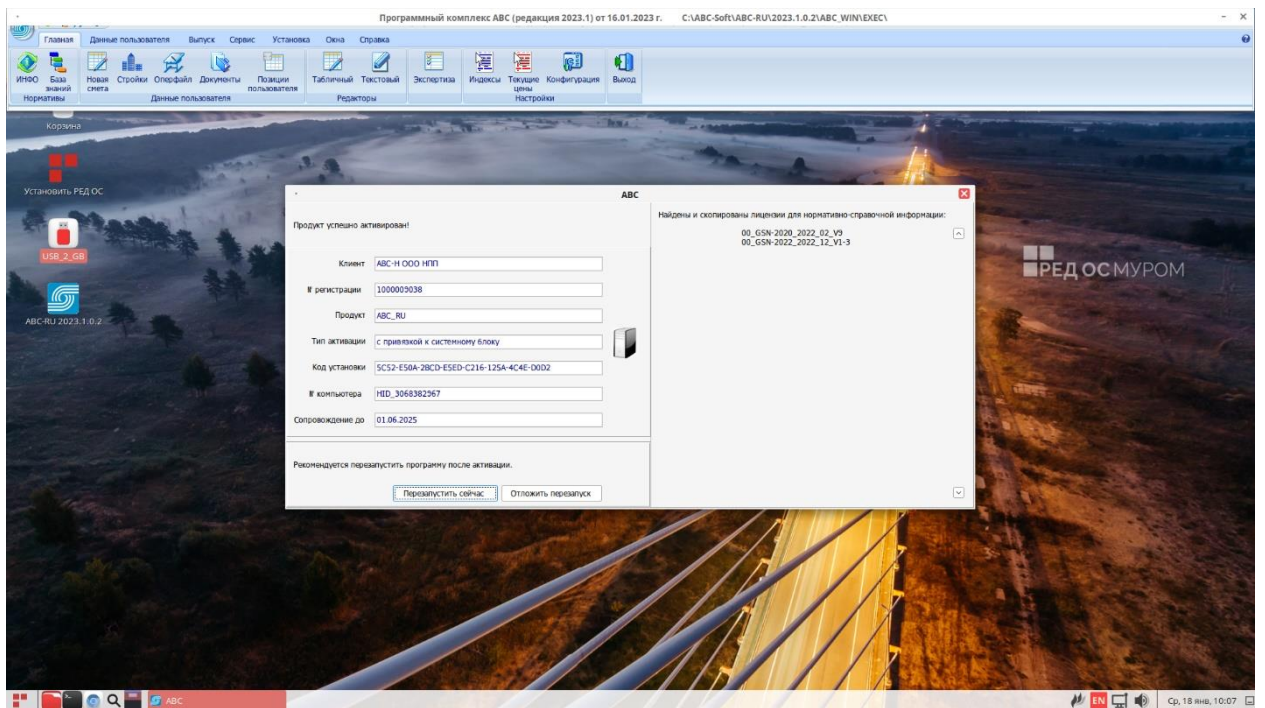 Программный комплекс АВС (редакция 2023.1) от 16.01.2023 г. C:\ABC-Soft\ABC-RU\2023.1.0.2\ABC_WIN\EXEC\
Главная Данные пользователя Выпуск Сервис Установка Окна Справка
ИНФО База знаний Новая смета Стройки Оперфайл Документы Позиции пользователя Табличный Текстовый Экспертиза Индексы Текущие цены Конфигурация Выход
Нормативы Данные пользователя Редакторы Настройки
Корзина
Установить РЕД ОС
USB_2_GB
ABC-RU 2023.1.0.2
РЕД ОС МУРОМ
АВС
Продукт успешно активирован!
Клиент АВС-Н ООО НПП
№ регистрации 1000009038
Продукт ABC_RU
Тип активации с привязкой к системному блоку
Код установки 5C52-E50A-28CD-E5ED-C216-125A-4C4E-D0D2
№ компьютера HID_3068382967
Сопровождение до 01.06.2025
Рекомендуется перезапустить программу после активации.
Перезапустить сейчас Отложить перезапуск
Найдены и скопированы лицензии для нормативно-справочной информации:
00_GSN-2020_2022_02_V9
00_GSN-2022_2022_12_V1-3
ABC
EN
Ср, 18 янв, 10:07